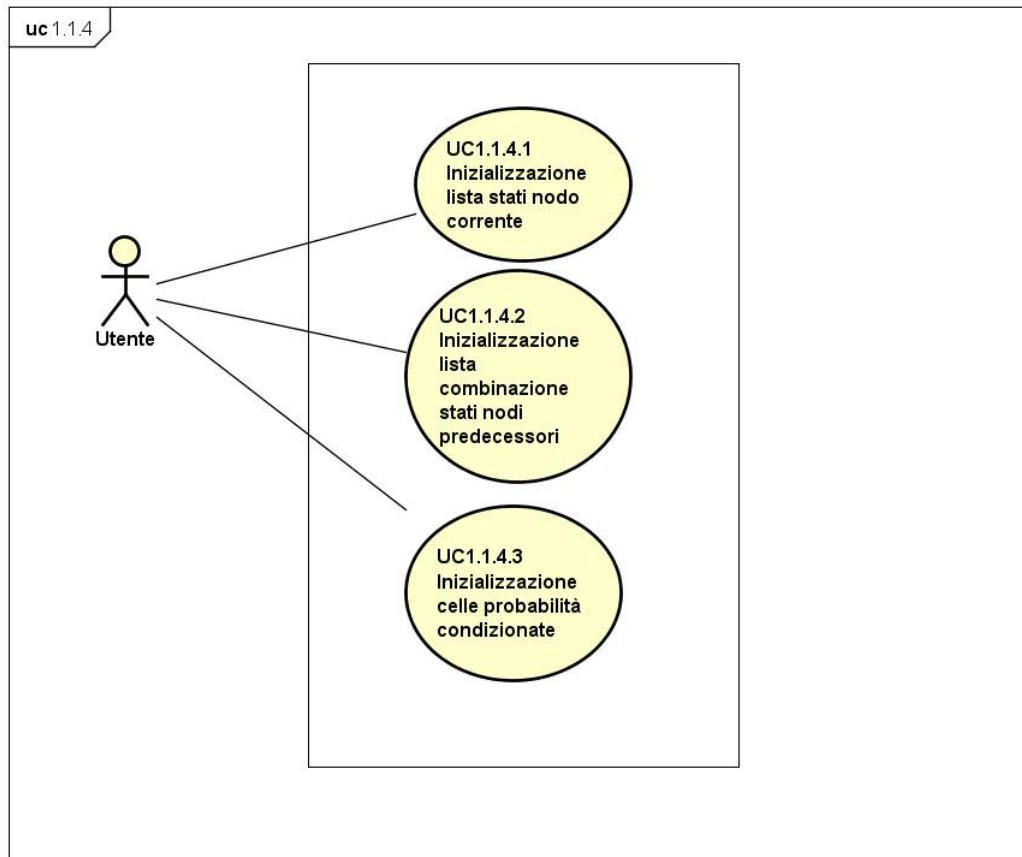 uc 1.1.4
UC1.1.4.1
Inizializzazione
lista stati nodo
corrente
Utente
UC1.1.4.2
Inizializzazione
lista
combinazione
stati nodi
predecessori
UC1.1.4.3
Inizializzazione
celle probabilità
condizionate